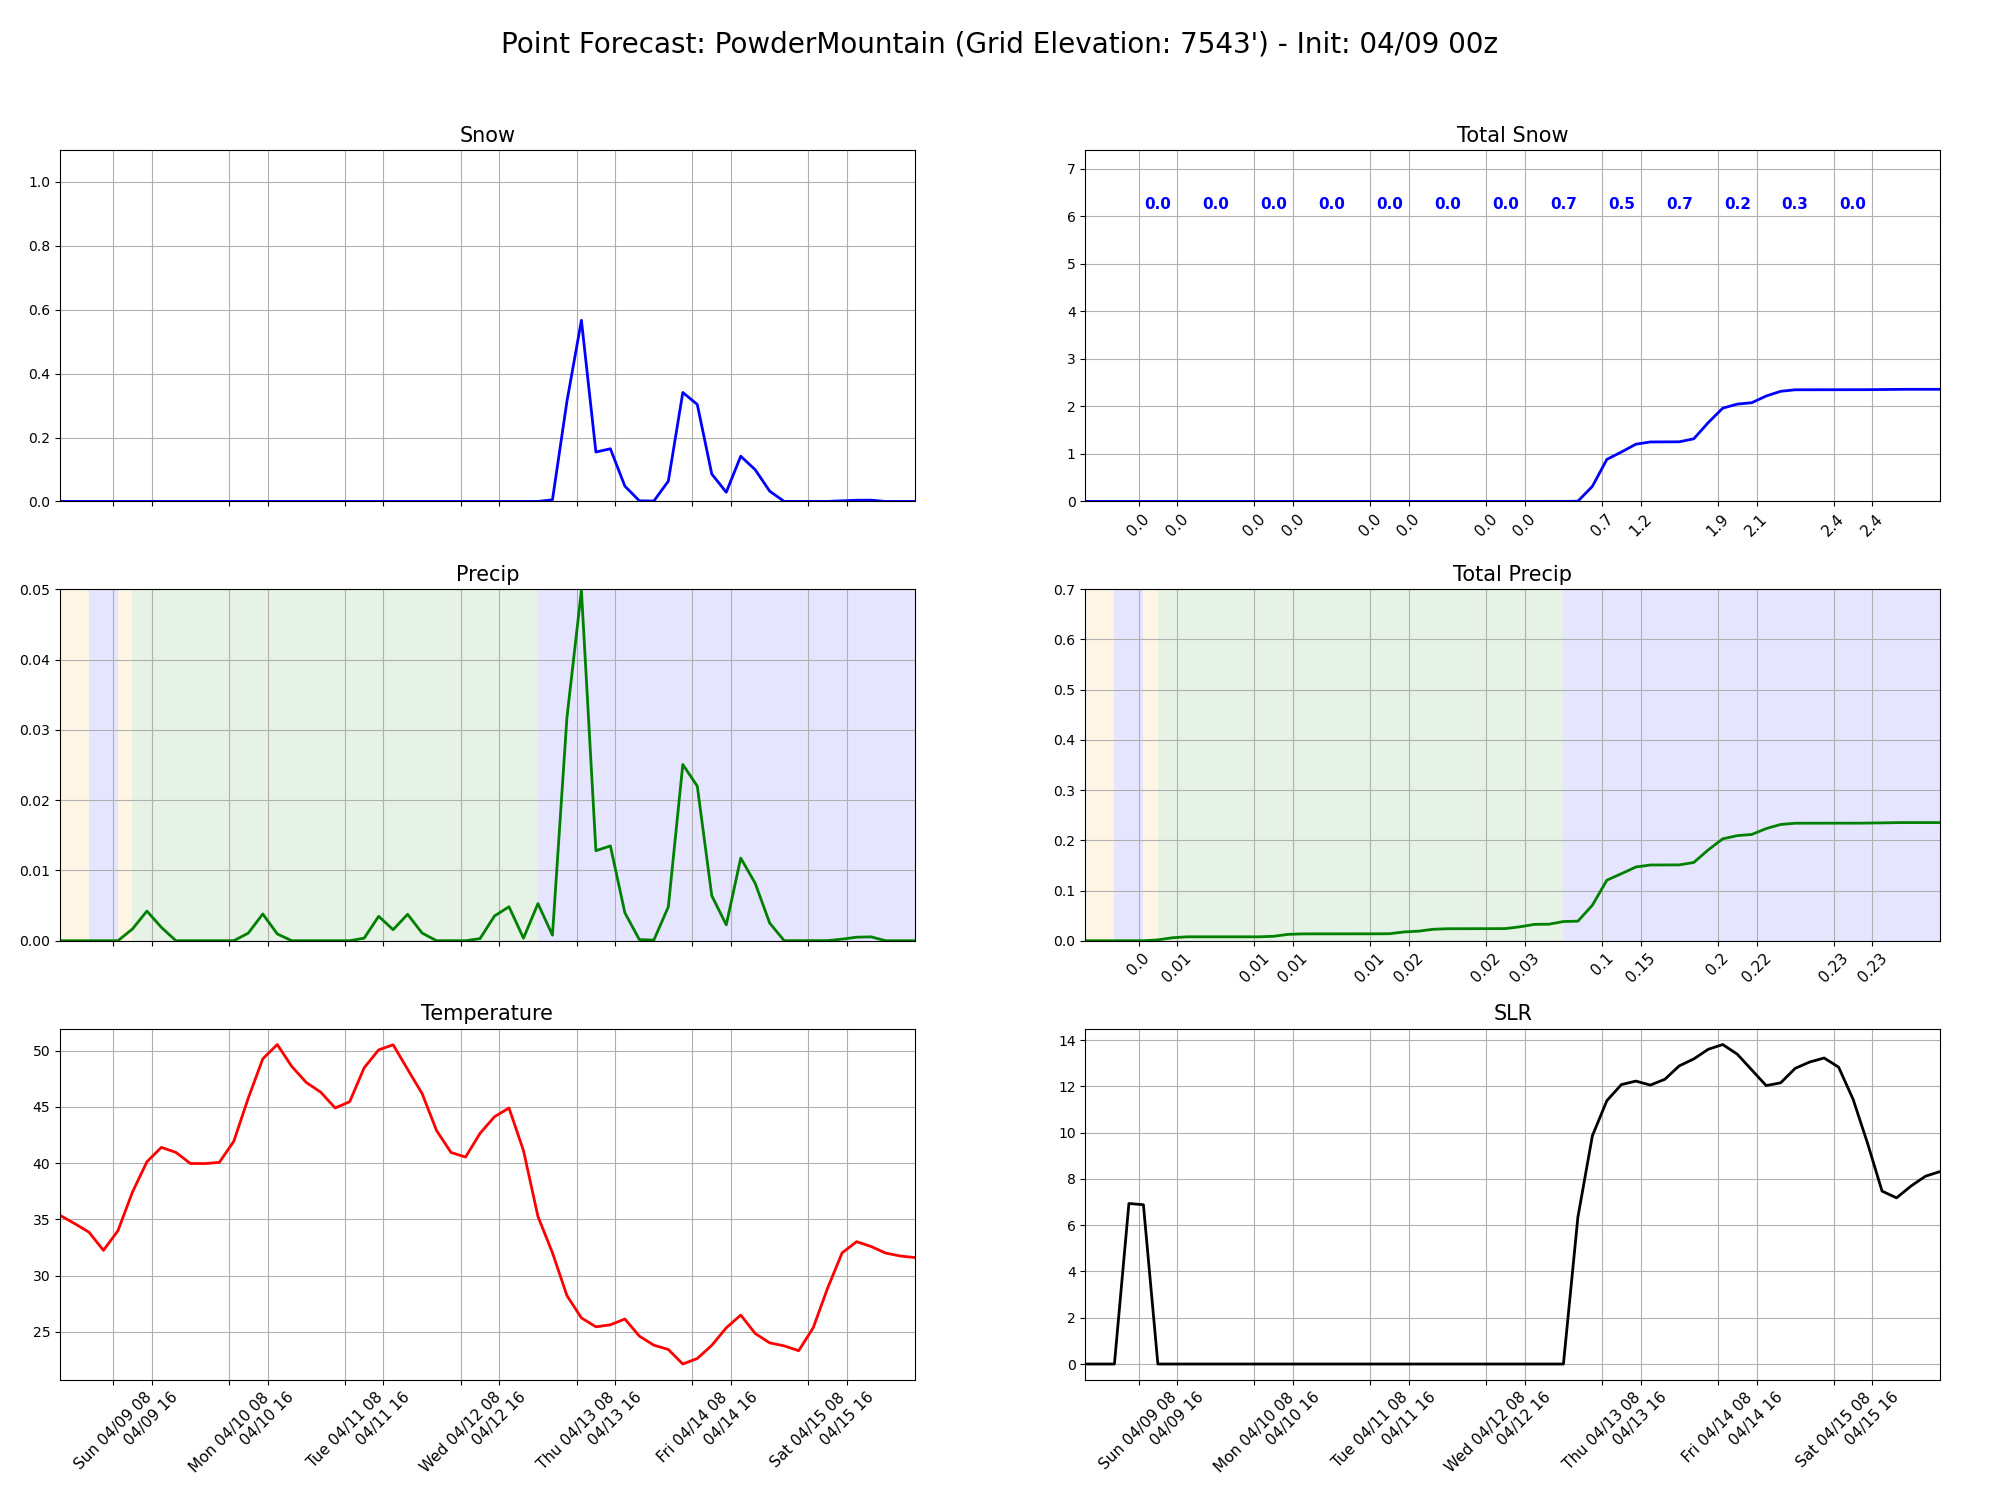 Point Forecast: PowderMountain (Grid Elevation: 7543') - Init: 04/09 00z
Snow
1.0
0.8
0.6
0.4
0.2
0.0
Total Snow
7
6
5
4
3
2
1
0
0.0 0.0 0.0 0.0 0.0 0.0 0.0 0.7 0.5 0.7 0.2 0.3 0.0
0.0 0.0 0.0 0.0 0.0 0.0 0.0 0.0 0.7 1.2 1.9 2.1 2.4 2.4
Precip
0.05
0.04
0.03
0.02
0.01
0.00
Total Precip
0.7
0.6
0.5
0.4
0.3
0.2
0.1
0.0
0.0 0.01 0.01 0.01 0.01 0.02 0.02 0.03 0.1 0.15 0.2 0.22 0.23 0.23
Temperature
50
45
40
35
30
25
Sun 04/09 08
04/09 16
Mon 04/10 08
04/10 16
Tue 04/11 08
04/11 16
Wed 04/12 08
04/12 16
Thu 04/13 08
04/13 16
Fri 04/14 08
04/14 16
Sat 04/15 08
04/15 16
SLR
14
12
10
8
6
4
2
0
Sun 04/09 08
04/09 16
Mon 04/10 08
04/10 16
Tue 04/11 08
04/11 16
Wed 04/12 08
04/12 16
Thu 04/13 08
04/13 16
Fri 04/14 08
04/14 16
Sat 04/15 08
04/15 16